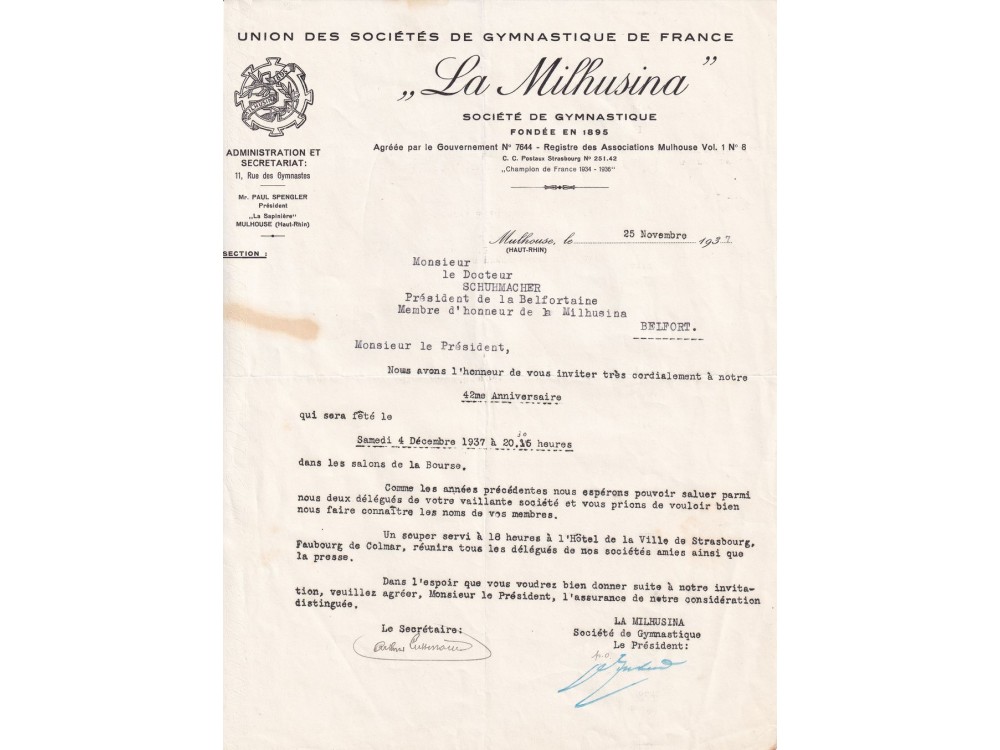 UNION DES SOCIÉTÉS DE GYMNASTIQUE DE FRANCE
„La Milhusina”
SOCIÉTÉ DE GYMNASTIQUE
FONDÉE EN 1895
Agréée par le Gouvernement No 7644 - Registre des Associations Mulhouse Vol. 1 No 8
C. C. Postaux Strasbourg No 251.42
„Champion de France 1934 - 1936"
ADMINISTRATION ET
SECRETARIAT:
11, Rue des Gymnastes
Mr. PAUL SPENGLER
Président
„La Sapinière"
MULHOUSE (Haut-Rhin)
SECTION :
Mulhouse, le 25 Novembre 1937
(HAUT-RHIN)
Monsieur
le Docteur
SCHUHMACHER
Président de la Belfortaine
Membre d'honneur de la Milhusina
BELFORT.
Monsieur le Président,
Nous avons l'honneur de vous inviter très cordialement à notre
42me Anniversaire
qui sera fêté le
30
Samedi 4 Décembre 1937 à 20.15 heures
dans les salons de la Bourse.
Comme les années précédentes nous espérons pouvoir saluer parmi
nous deux délégués de votre vaillante société et vous prions de vouloir bien
nous faire connaître les noms de vos membres.
Un souper servi à 18 heures à l'Hôtel de la Ville de Strasbourg,
Faubourg de Colmar, réunira tous les délégués de nos sociétés amies ainsi que
la presse.
Dans l'espoir que vous voudrez bien donner suite à notre invita-
tion, veuillez agréer, Monsieur le Président, l'assurance de notre considération
distinguée.
Le Secrétaire:
LA MILHUSINA
Société de Gymnastique
Le Président: